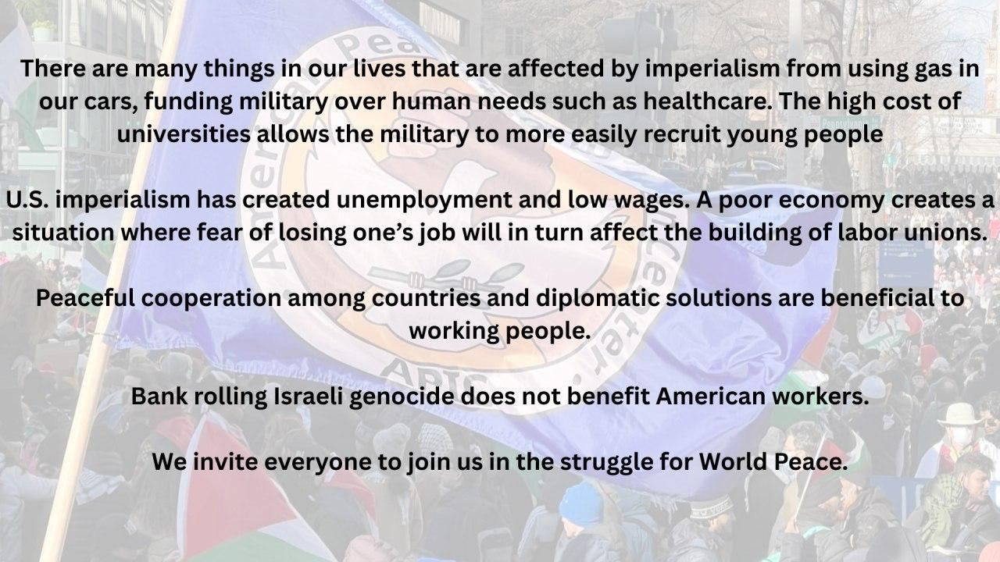 There are many things in our lives that are affected by imperialism from using gas in
our cars, funding military over human needs such as healthcare. The high cost of
universities allows the military to more easily recruit young people
U.S. imperialism has created unemployment and low wages. A poor economy creates a
situation where fear of losing one’s job will in turn affect the building of labor unions.
Peaceful cooperation among countries and diplomatic solutions are beneficial to
working people.
Bank rolling Israeli genocide does not benefit American workers.
We invite everyone to join us in the struggle for World Peace.
American Pea
APIC